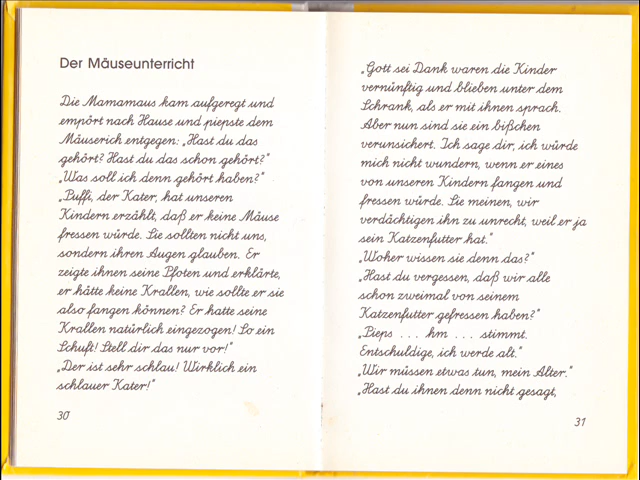 Der Mäuseunterricht
Die Mamamaus kam aufgeregt und
empört nach Hause und piepste dem
Mäuserich entgegen: „Hast du das
gehört? Hast du das schon gehört?"
„Was soll ich denn gehört haben?"
„Puffi, der Kater, hat unseren
Kindern erzählt, daß er keine Mäuse
fressen würde. Sie sollten nicht uns,
sondern ihren Augen glauben. Er
zeigte ihnen seine Pfoten und erklärte,
er hätte keine Krallen, wie sollte er sie
also fangen können? Er hatte seine
Krallen natürlich eingezogen! So ein
Schuft! Stell dir das nur vor!"
„Der ist sehr schlau! Wirklich ein
schlauer Kater!"
30
„Gott sei Dank waren die Kinder
vernünftig und blieben unter dem
Schrank, als er mit ihnen sprach.
Aber nun sind sie ein bißchen
verunsichert. Ich sage dir, ich würde
mich nicht wundern, wenn er eines
von unseren Kindern fangen und
fressen würde. Sie meinen, wir
verdächtigen ihn zu unrecht, weil er ja
sein Katzenfutter hat."
„Woher wissen sie denn das?"
„Hast du vergessen, daß wir alle
schon zweimal von seinem
Katzenfutter gefressen haben?"
„Pieps . . . hm . . . stimmt.
Entschuldige, ich werde alt."
„Wir müssen etwas tun, mein Alter."
„Hast du ihnen denn nicht gesagt,
31